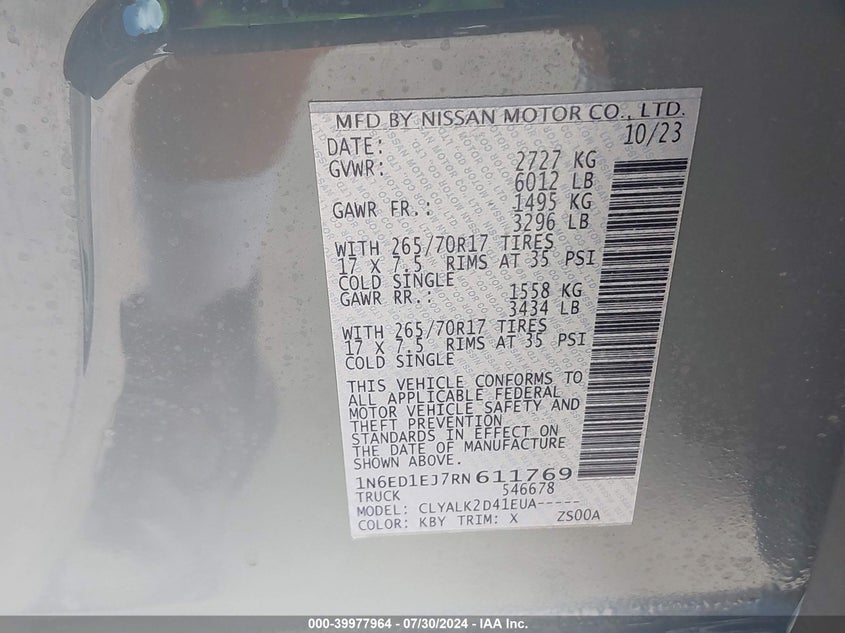 MFD BY NISSAN MOTOR CO., LTD.
DATE: 10/23
GVWR: 2727 KG
6012 LB
GAWR FR.: 1495 KG
3296 LB
WITH 265/70R17 TIRES
17 X 7.5 RIMS AT 35 PSI
COLD SINGLE
GAWR RR.: 1558 KG
3434 LB
WITH 265/70R17 TIRES
17 X 7.5 RIMS AT 35 PSI
COLD SINGLE
THIS VEHICLE CONFORMS TO
ALL APPLICABLE FEDERAL
MOTOR VEHICLE SAFETY AND
THEFT PREVENTION
STANDARDS IN EFFECT ON
THE DATE OF MANUFACTURE
SHOWN ABOVE.
1N6ED1EJ7RN611769
TRUCK 546678
MODEL: CLYALK2D41EUA-----
COLOR: KBY TRIM: X ZS00A
000-39977964 - 07/30/2024 - IAA Inc.